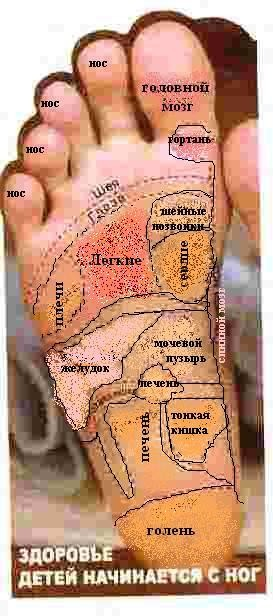 нос
головной
мозг
нос
нос
гортань
нос
Шея
Глаза
шейные
позвонки
Легкие
сердце
плечи
спинной мозг
мочевой
пузырь
желудок
печень
печень
тонкая
кишка
голень
ЗДОРОВЬЕ
ДЕТЕЙ НАЧИНАЕТСЯ С НОГ